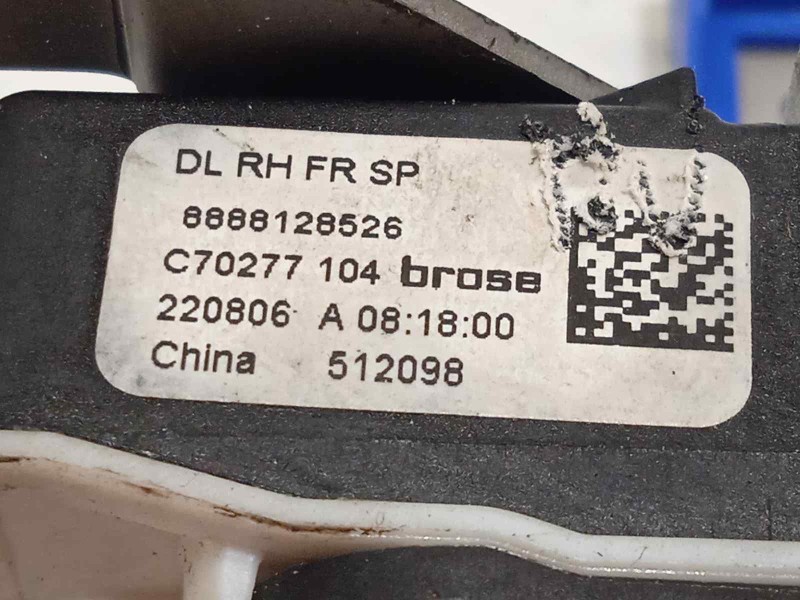 DL RH FR SP
8888128526
C70277 104 brose
220806 A 08:18:00
China 512098